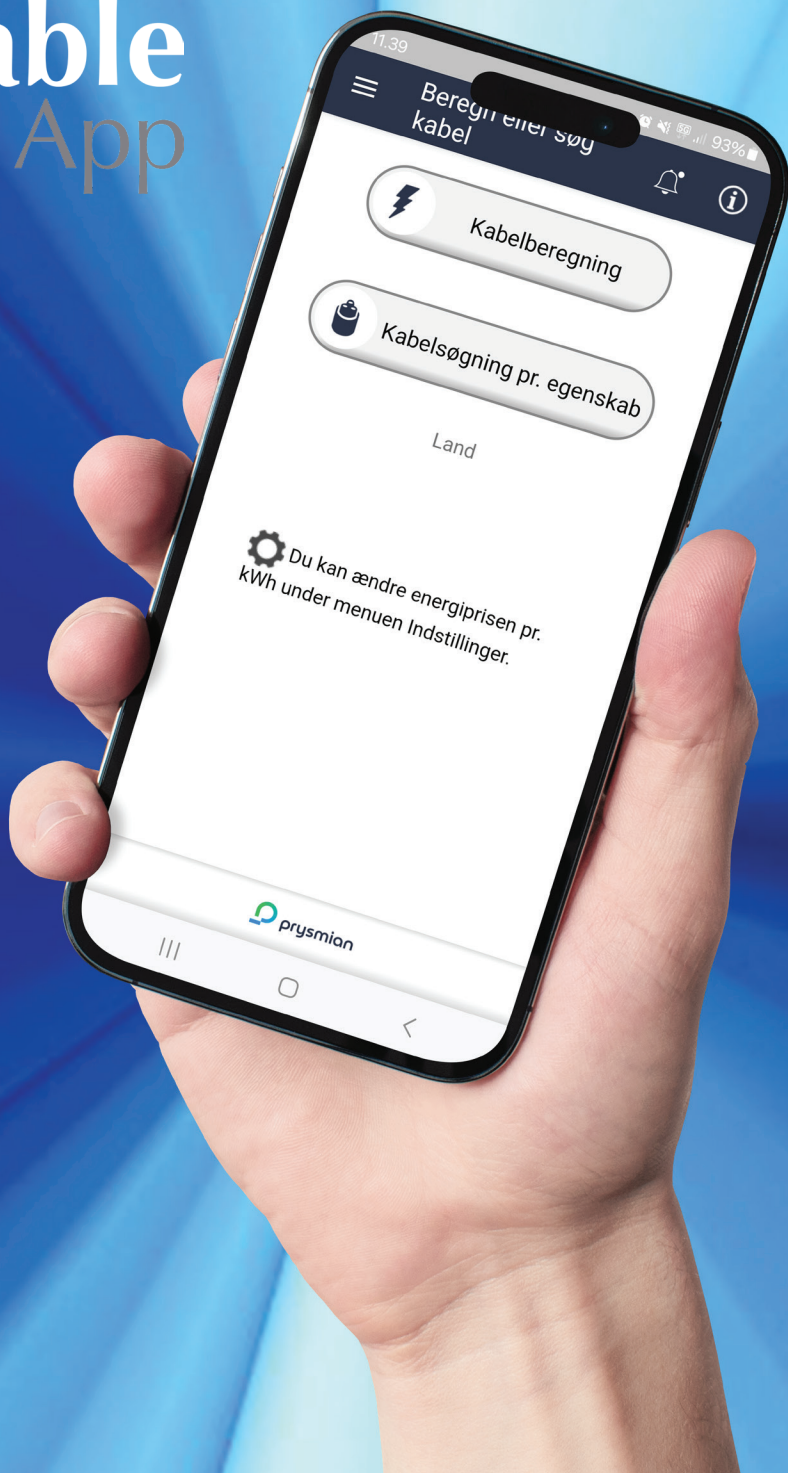 able
App
11.39
93%
Beregn eller søg
kabel
Kabelberegning
Kabelsøgning pr. egenskab
Land
Du kan ændre energiprisen pr.
kWh under menuen Indstillinger.
prysmian